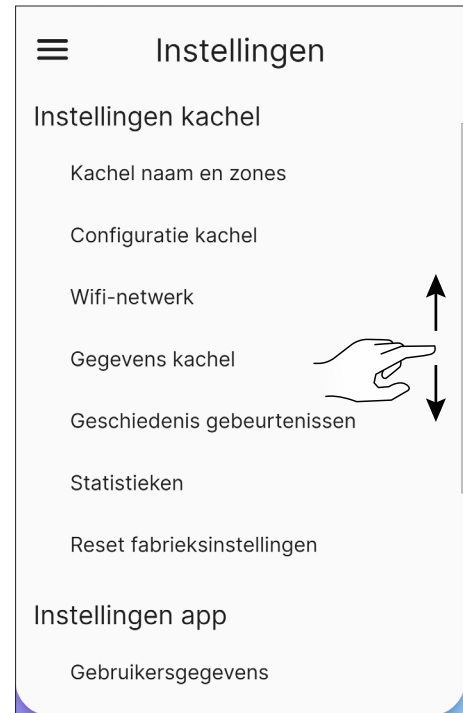 Instellingen
Instellingen kachel
Kachel naam en zones
Configuratie kachel
Wifi-netwerk
Gegevens kachel
Geschiedenis gebeurtenissen
Statistieken
Reset fabrieksinstellingen
Instellingen app
Gebruikersgegevens